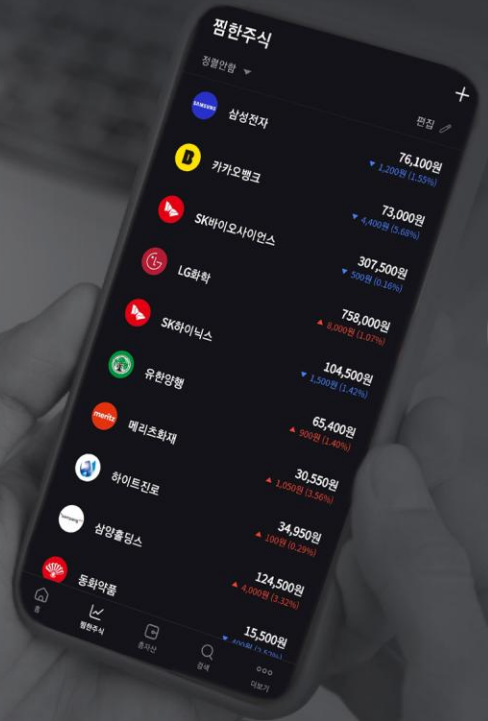 찜한주식
정렬안함
편집
SAMSUNG
삼성전자
76,100원
▼ 1,200원 (1.55%)
카카오뱅크
73,000원
▼ 4,400원 (5.68%)
SK바이오사이언스
307,500원
▼ 500원 (0.16%)
LG화학
758,000원
▲ 8,000원 (1.07%)
SK하이닉스
104,500원
▼ 1,500원 (1.42%)
유한양행
65,400원
▲ 900원 (1.40%)
meritz
메리츠화재
30,550원
▲ 1,050원 (3.56%)
하이트진로
34,950원
▲ 100원 (0.29%)
삼양홀딩스
124,500원
▲ 4,000원 (3.32%)
동화약품
15,500원
홈
찜한주식
총자산
검색
더보기